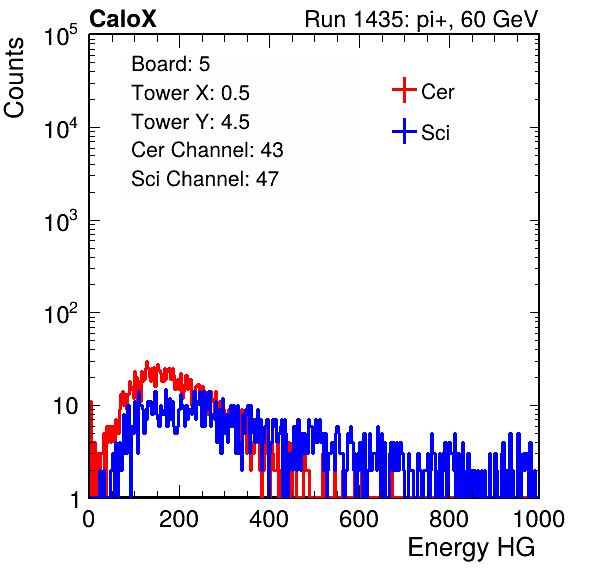 CaloX Run 1435: pi+, 60 GeV
Counts
Board: 5
Tower X: 0.5
Tower Y: 4.5
Cer Channel: 43
Sci Channel: 47
Cer
Sci
10^5
10^4
10^3
10^2
10
1
0 200 400 600 800 1000
Energy HG